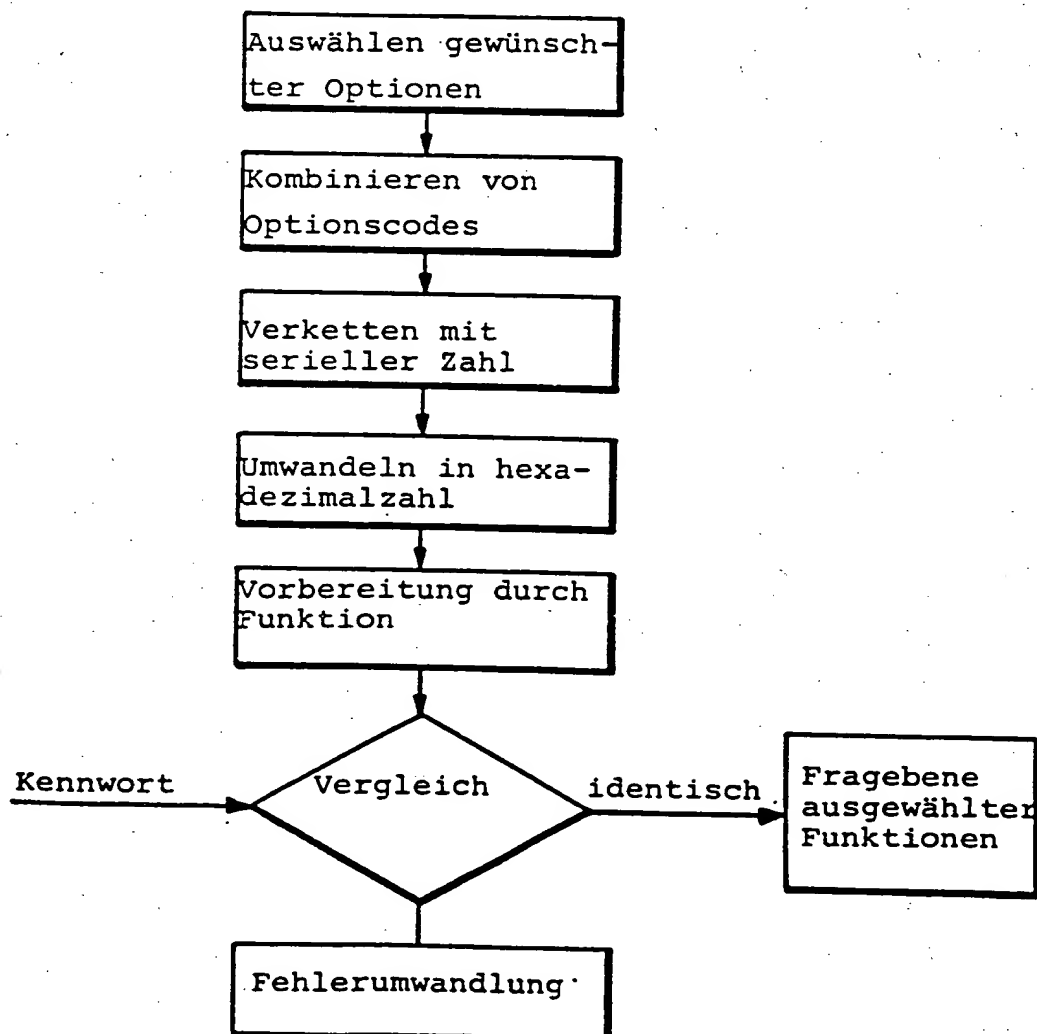 Auswählen gewünsch-
ter Optionen
Kombinieren von
Optionscodes
Verketten mit
serieller Zahl
Umwandeln in hexa-
dezimalzahl
Vorbereitung durch
Funktion
Kennwort
Vergleich
identisch
Fragebene
ausgewählter
Funktionen
Fehlerumwandlung